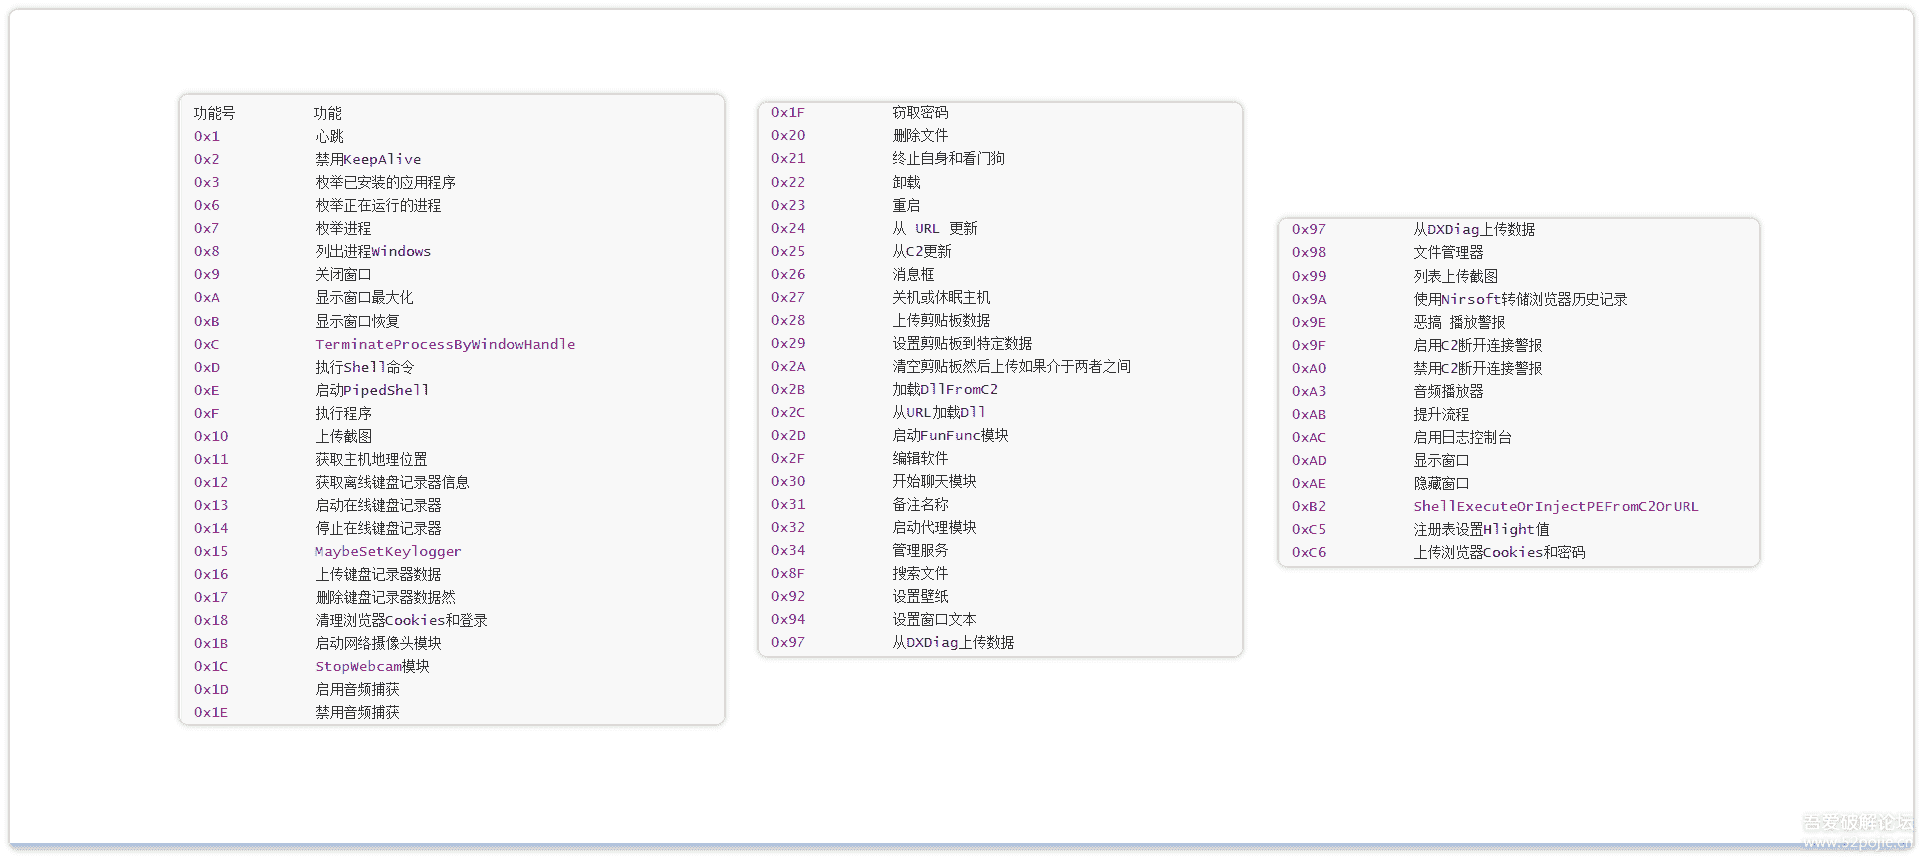 功能号 功能
0x1 心跳
0x2 禁用KeepAlive
0x3 枚举已安装的应用程序
0x6 枚举正在运行的进程
0x7 枚举进程
0x8 列出进程Windows
0x9 关闭窗口
0xA 显示窗口最大化
0xB 显示窗口恢复
0xC TerminateProcessByWindowHandle
0xD 执行Shell命令
0xE 启动PipedShell
0xF 执行程序
0x10 上传截图
0x11 获取主机地理位置
0x12 获取离线键盘记录器信息
0x13 启动在线键盘记录器
0x14 停止在线键盘记录器
0x15 MaybeSetKeylogger
0x16 上传键盘记录器数据
0x17 删除键盘记录器数据然
0x18 清理浏览器Cookies和登录
0x1B 启动网络摄像头模块
0x1C StopWebcam模块
0x1D 启用音频捕获
0x1E 禁用音频捕获
0x1F 窃取密码
0x20 删除文件
0x21 终止自身和看门狗
0x22 卸载
0x23 重启
0x24 从 URL 更新
0x25 从C2更新
0x26 消息框
0x27 关机或休眠主机
0x28 上传剪贴板数据
0x29 设置剪贴板到特定数据
0x2A 清空剪贴板然后上传如果介于两者之间
0x2B 加载DllFromC2
0x2C 从URL加载Dll
0x2D 启动FunFunc模块
0x2F 编辑软件
0x30 开始聊天模块
0x31 备注名称
0x32 启动代理模块
0x34 管理服务
0x8F 搜索文件
0x92 设置壁纸
0x94 设置窗口文本
0x97 从DXDiag上传数据
0x97 从DXDiag上传数据
0x98 文件管理器
0x99 列表上传截图
0x9A 使用Nirsoft转储浏览器历史记录
0x9E 恶搞 播放警报
0x9F 启用C2断开连接警报
0xA0 禁用C2断开连接警报
0xA3 音频播放器
0xAB 提升流程
0xAC 启用日志控制台
0xAD 显示窗口
0xAE 隐藏窗口
0xB2 ShellExecuteOrInjectPEFromC2OrURL
0xC5 注册表设置Hlight值
0xC6 上传浏览器Cookies和密码
吾爱破解论坛
www.52pojie.cn